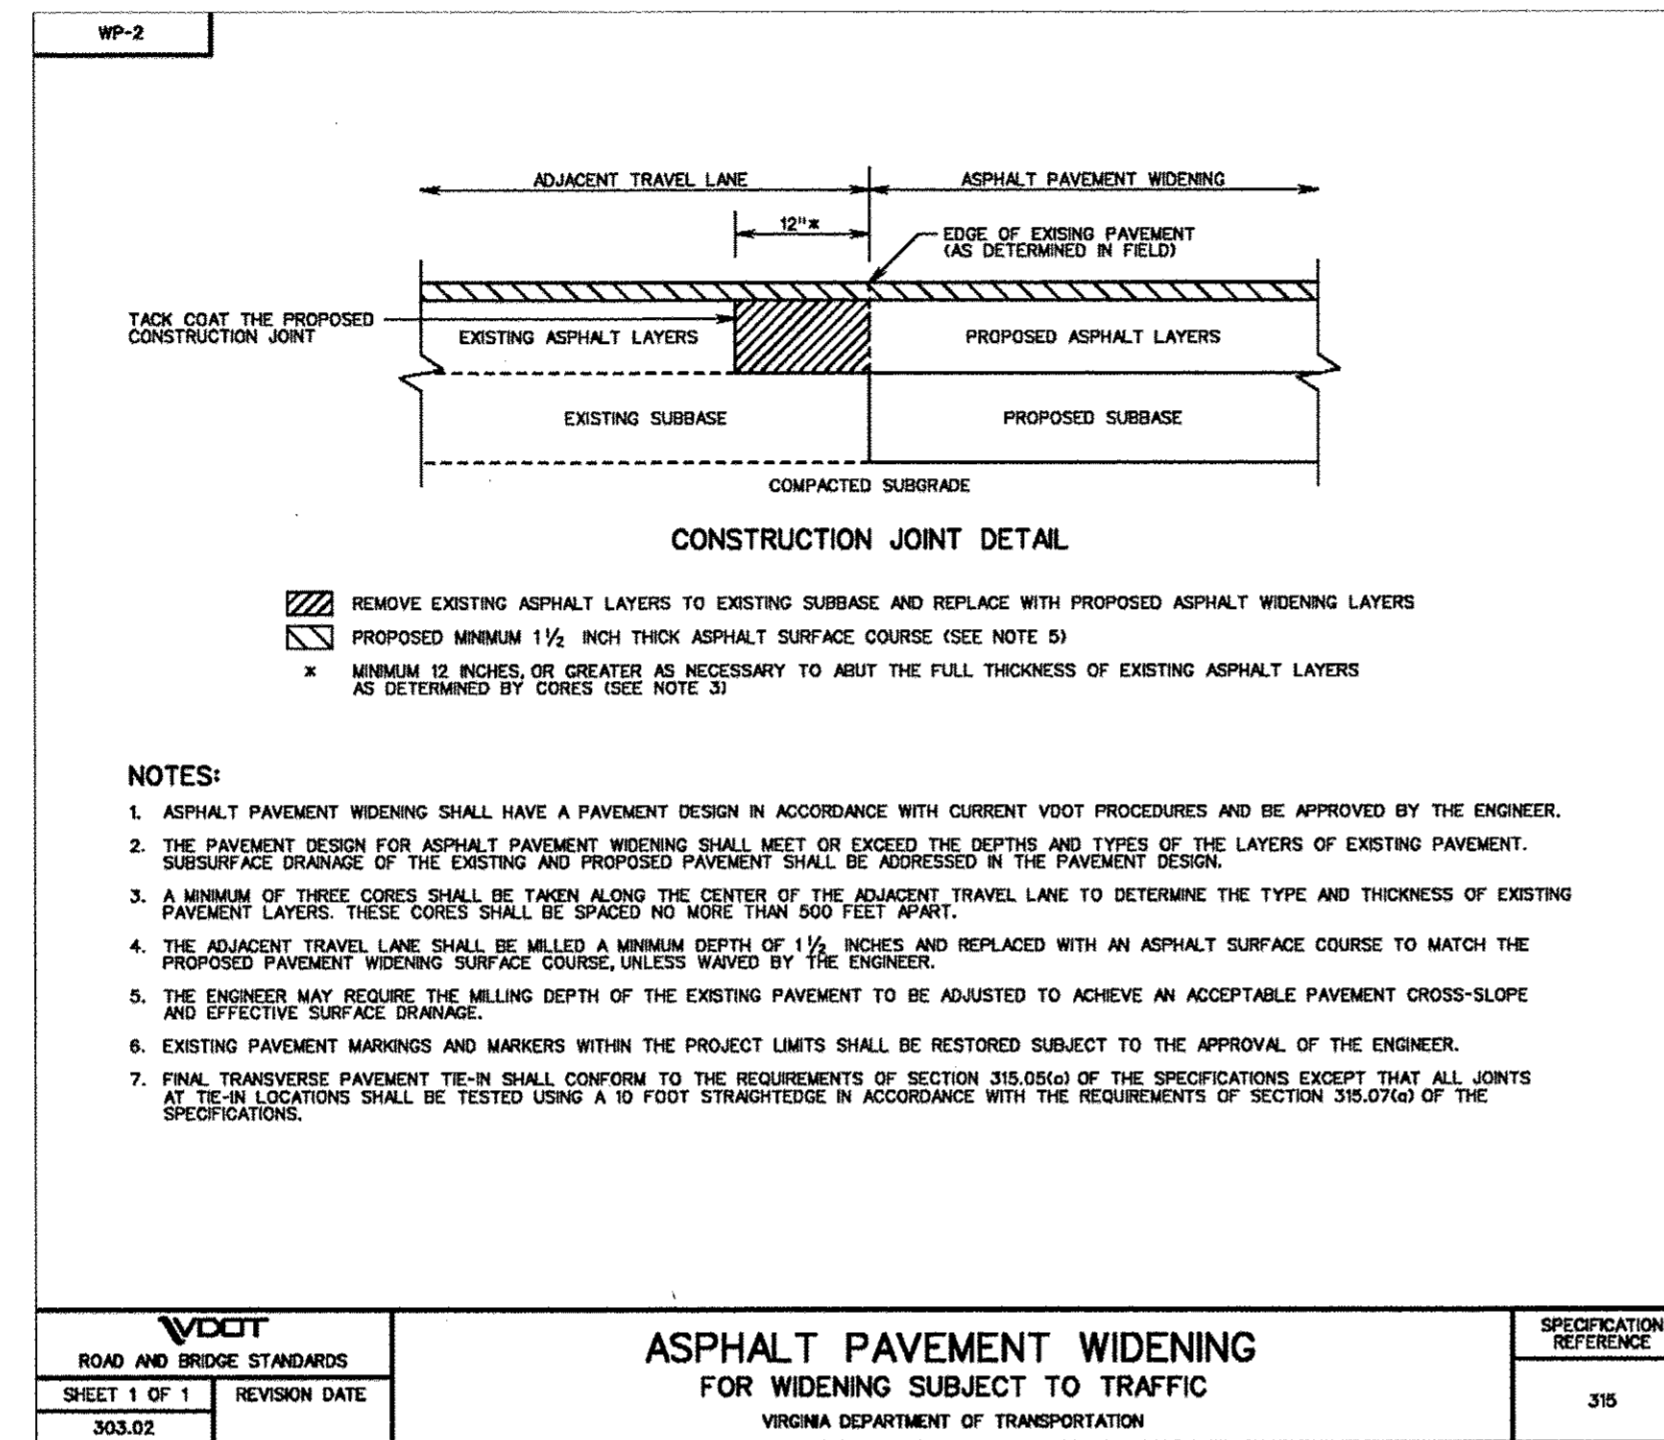 WP-2
ADJACENT TRAVEL LANE
ASPHALT PAVEMENT WIDENING
12"*
EDGE OF EXISING PAVEMENT
(AS DETERMINED IN FIELD)
TACK COAT THE PROPOSED
CONSTRUCTION JOINT
EXISTING ASPHALT LAYERS
PROPOSED ASPHALT LAYERS
EXISTING SUBBASE
PROPOSED SUBBASE
COMPACTED SUBGRADE
CONSTRUCTION JOINT DETAIL
REMOVE EXISTING ASPHALT LAYERS TO EXISTING SUBBASE AND REPLACE WITH PROPOSED ASPHALT WIDENING LAYERS
PROPOSED MINIMUM 1 1/2 INCH THICK ASPHALT SURFACE COURSE (SEE NOTE 5)
* MINIMUM 12 INCHES, OR GREATER AS NECESSARY TO ABUT THE FULL THICKNESS OF EXISTING ASPHALT LAYERS
AS DETERMINED BY CORES (SEE NOTE 3)
NOTES:
1. ASPHALT PAVEMENT WIDENING SHALL HAVE A PAVEMENT DESIGN IN ACCORDANCE WITH CURRENT VDOT PROCEDURES AND BE APPROVED BY THE ENGINEER.
2. THE PAVEMENT DESIGN FOR ASPHALT PAVEMENT WIDENING SHALL MEET OR EXCEED THE DEPTHS AND TYPES OF THE LAYERS OF EXISTING PAVEMENT.
SUBSURFACE DRAINAGE OF THE EXISTING AND PROPOSED PAVEMENT SHALL BE ADDRESSED IN THE PAVEMENT DESIGN.
3. A MINIMUM OF THREE CORES SHALL BE TAKEN ALONG THE CENTER OF THE ADJACENT TRAVEL LANE TO DETERMINE THE TYPE AND THICKNESS OF EXISTING
PAVEMENT LAYERS. THESE CORES SHALL BE SPACED NO MORE THAN 500 FEET APART.
4. THE ADJACENT TRAVEL LANE SHALL BE MILLED A MINIMUM DEPTH OF 1 1/2 INCHES AND REPLACED WITH AN ASPHALT SURFACE COURSE TO MATCH THE
PROPOSED PAVEMENT WIDENING SURFACE COURSE, UNLESS WAIVED BY THE ENGINEER.
5. THE ENGINEER MAY REQUIRE THE MILLING DEPTH OF THE EXISTING PAVEMENT TO BE ADJUSTED TO ACHIEVE AN ACCEPTABLE PAVEMENT CROSS-SLOPE
AND EFFECTIVE SURFACE DRAINAGE.
6. EXISTING PAVEMENT MARKINGS AND MARKERS WITHIN THE PROJECT LIMITS SHALL BE RESTORED SUBJECT TO THE APPROVAL OF THE ENGINEER.
7. FINAL TRANSVERSE PAVEMENT TIE-IN SHALL CONFORM TO THE REQUIREMENTS OF SECTION 315.05(c) OF THE SPECIFICATIONS EXCEPT THAT ALL JOINTS
AT TIE-IN LOCATIONS SHALL BE TESTED USING A 10 FOOT STRAIGHTEDGE IN ACCORDANCE WITH THE REQUIREMENTS OF SECTION 315.07(a) OF THE
SPECIFICATIONS.
VDOT
ROAD AND BRIDGE STANDARDS
SHEET 1 OF 1
REVISION DATE
303.02
ASPHALT PAVEMENT WIDENING
FOR WIDENING SUBJECT TO TRAFFIC
VIRGINIA DEPARTMENT OF TRANSPORTATION
SPECIFICATION
REFERENCE
315